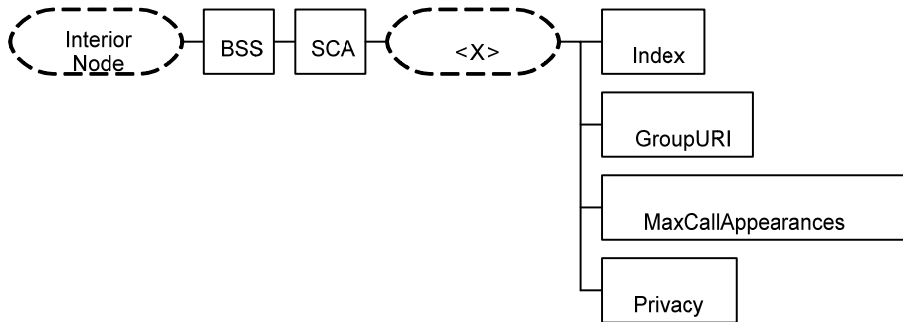 Interior
Node
BSS
SCA
<X>
Index
GroupURI
MaxCallAppearances
Privacy